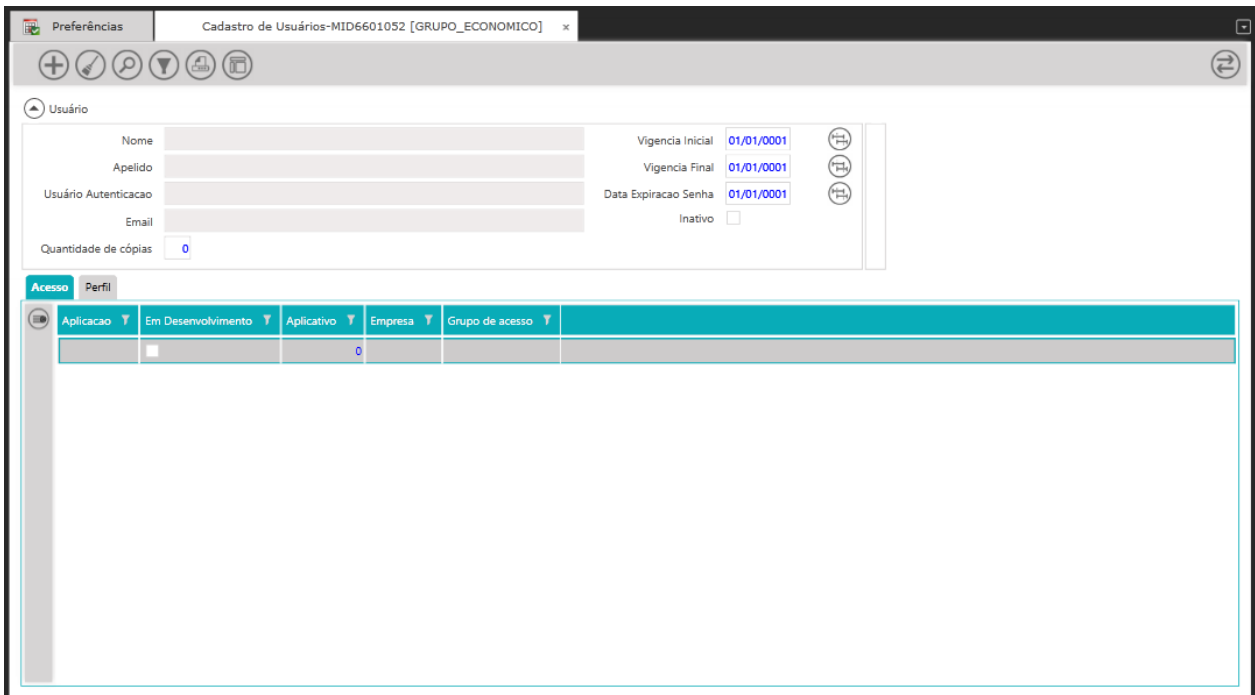 Preferências
Cadastro de Usuários-MID6601052 [GRUPO_ECONOMICO] ×
Usuário
Nome
Vigencia Inicial 01/01/0001
Apelido
Vigencia Final 01/01/0001
Usuário Autenticacao
Data Expiracao Senha 01/01/0001
Email
Inativo
Quantidade de cópias 0
Acesso Perfil
Aplicacao Em Desenvolvimento Aplicativo Empresa Grupo de acesso
0